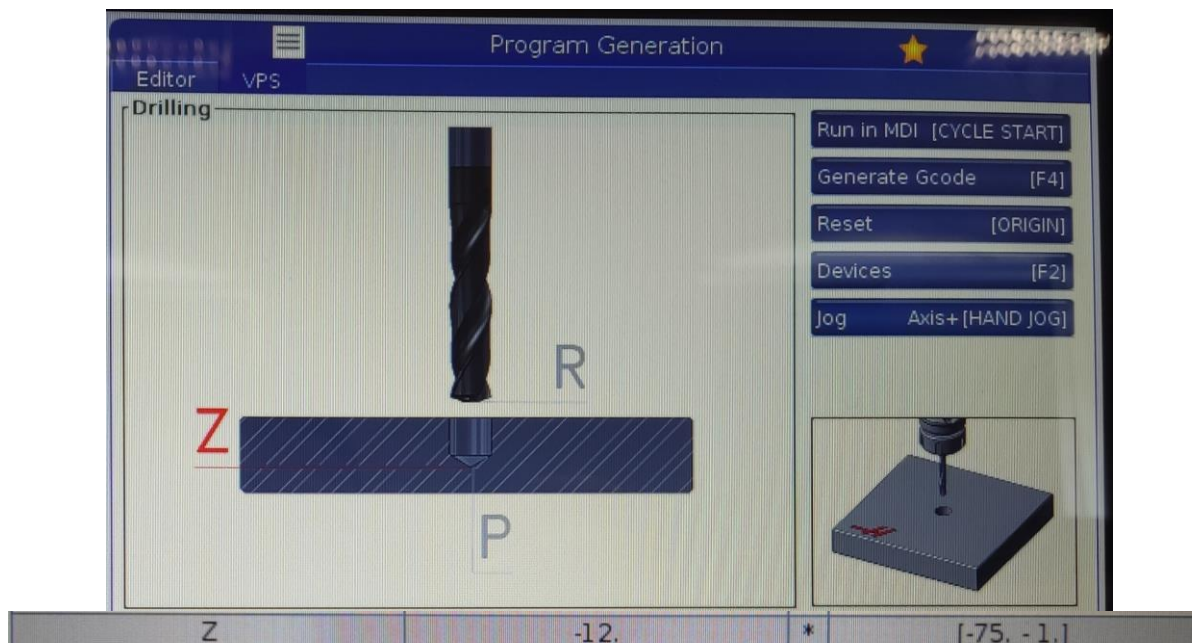 Program Generation
Editor VPS
Drilling
Run in MDI [CYCLE START]
Generate Gcode [F4]
Reset [ORIGIN]
Devices [F2]
Jog Axis+[HAND JOG]
R
Z
P
Z -12. * [-75. - 1.]